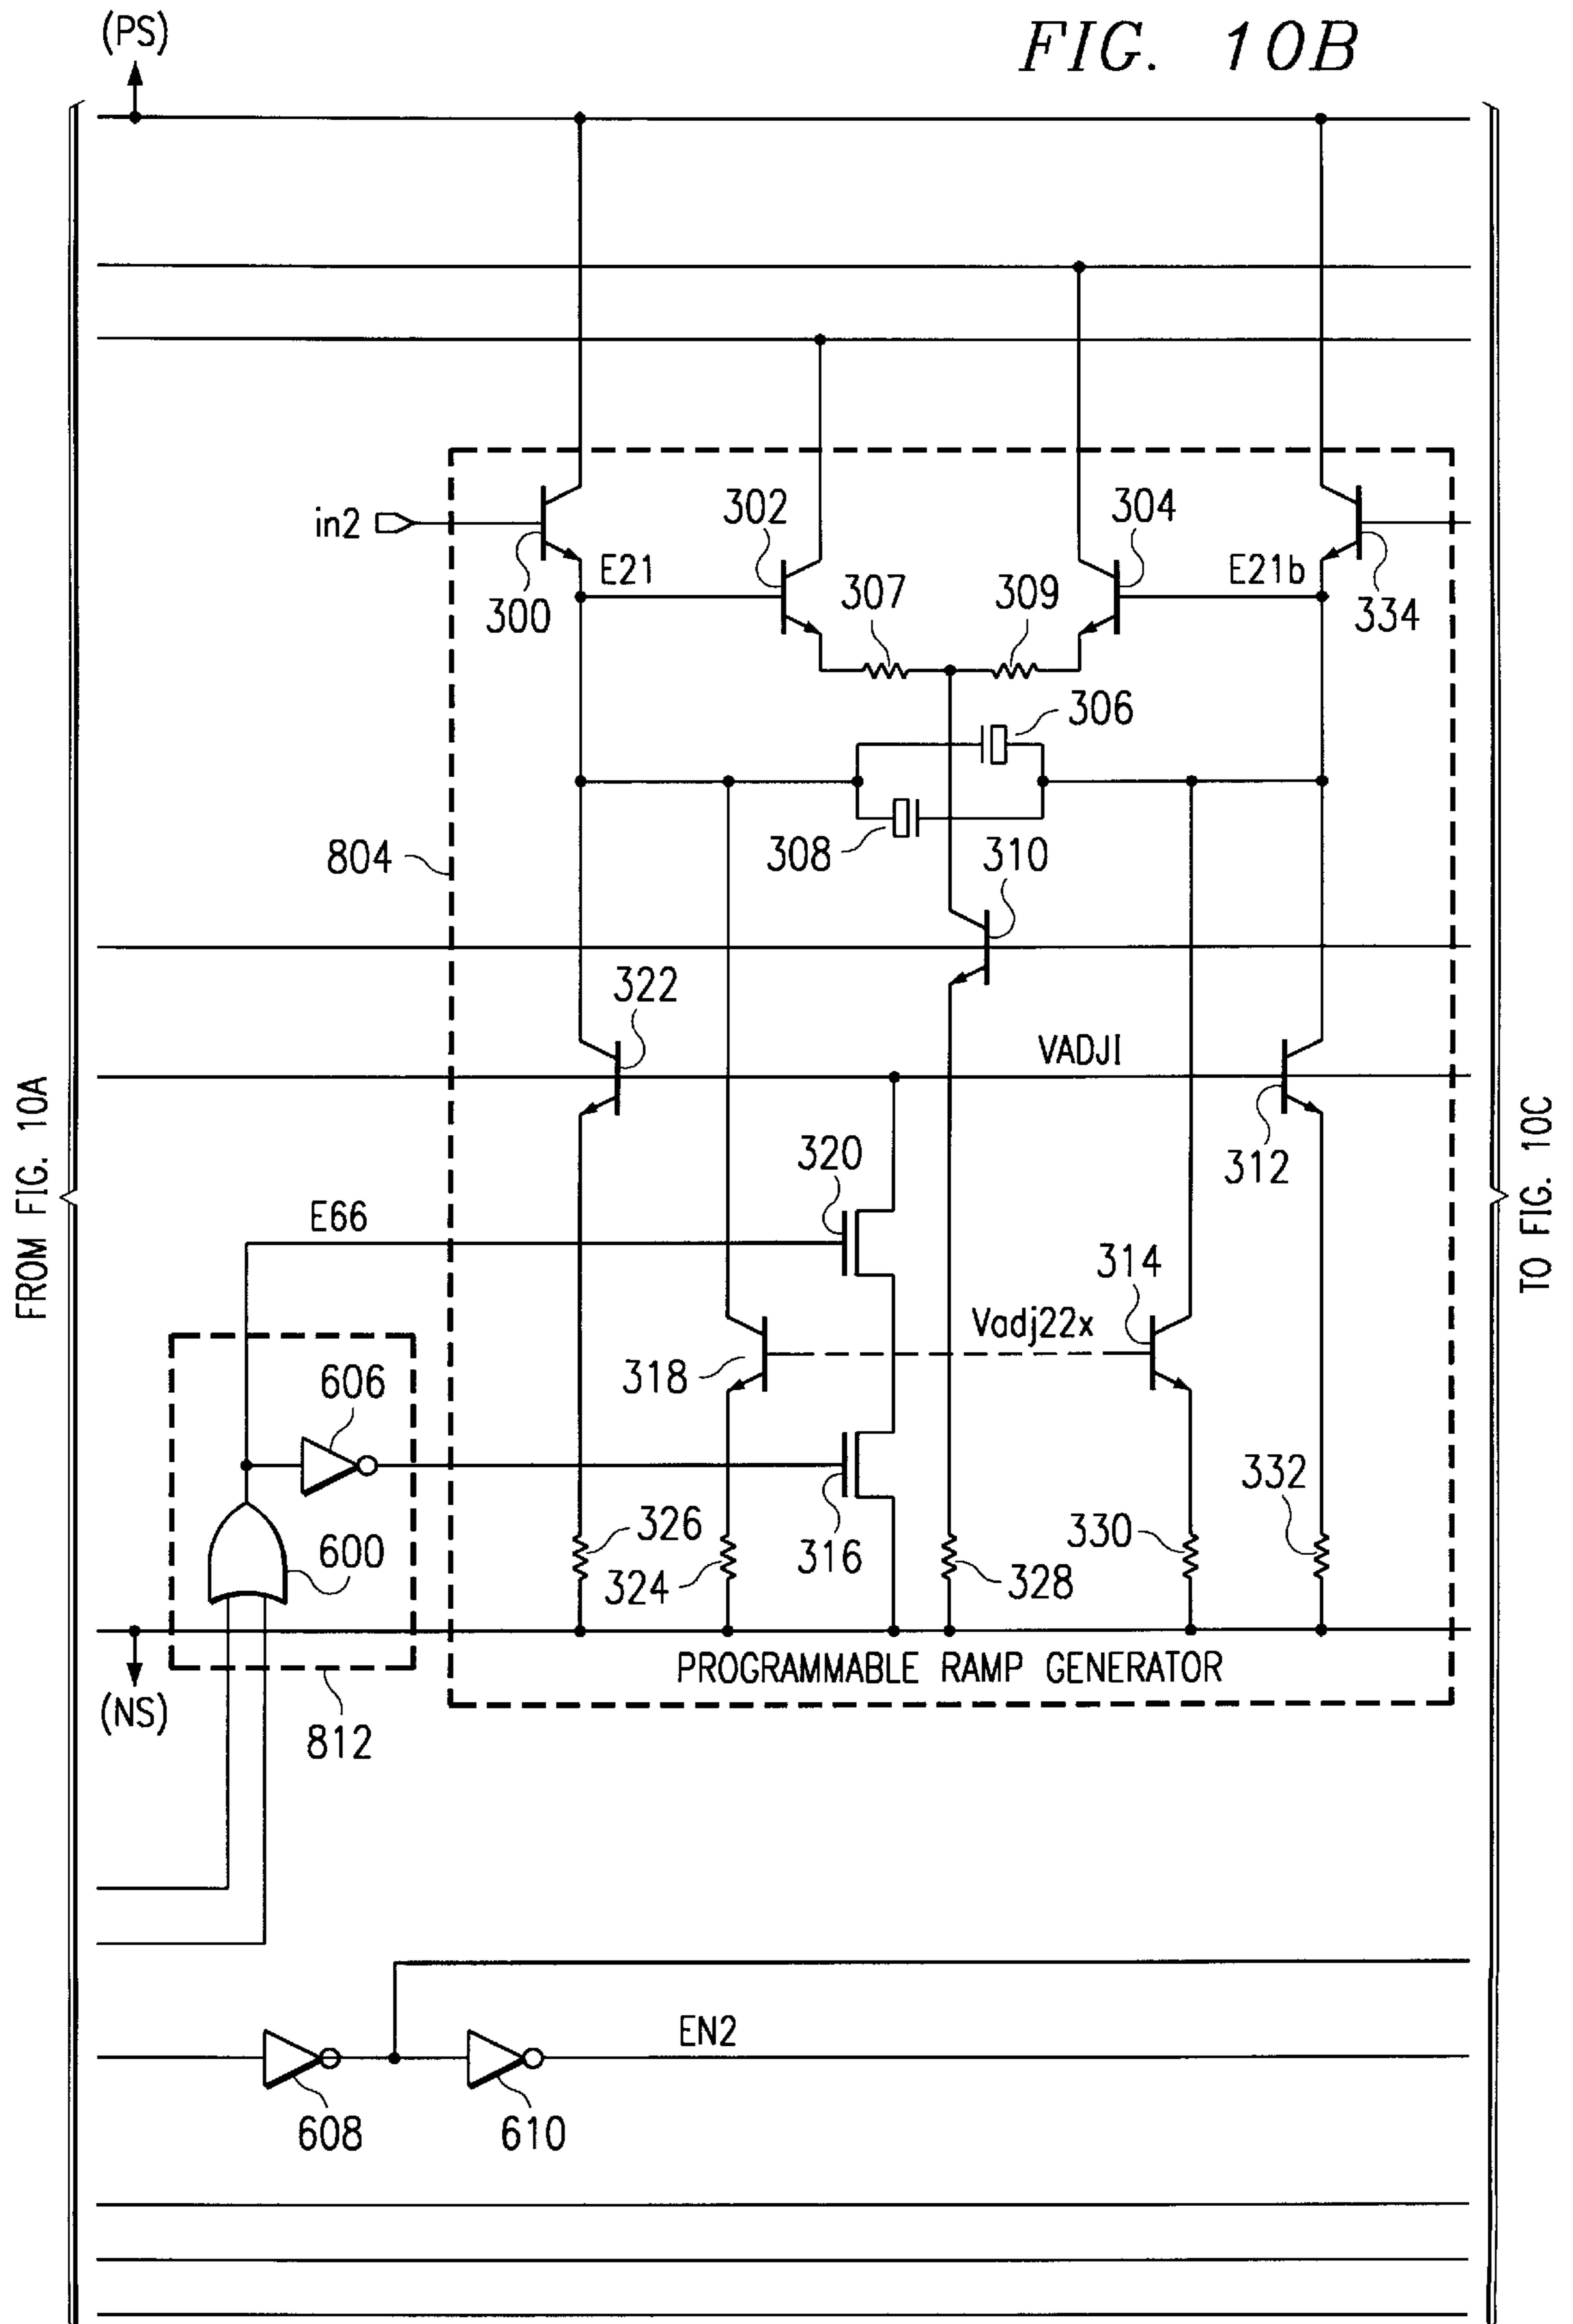 (PS)
FIG. 10B
302
304
in2
E21
E21b
307
309
300
334
306
804
308
310
322
VADJI
FROM FIG. 10A
TO FIG. 10C
320
312
E66
314
Vadj22x
318
606
332
326
330
600
316
324
328
PROGRAMMABLE RAMP GENERATOR
(NS)
812
EN2
608
610